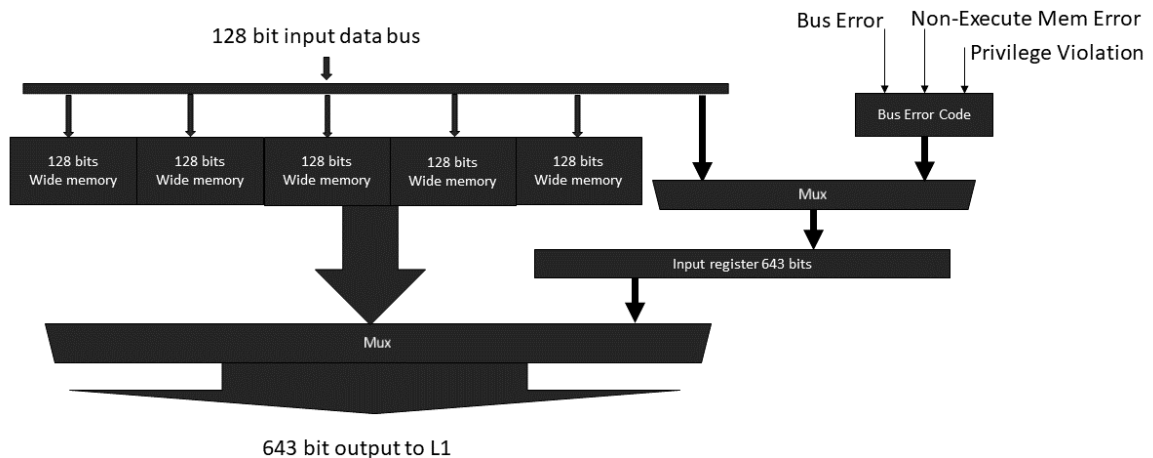 128 bit input data bus
Bus Error
Non-Execute Mem Error
Privilege Violation
Bus Error Code
128 bits
Wide memory
128 bits
Wide memory
128 bits
Wide memory
128 bits
Wide memory
128 bits
Wide memory
Mux
Input register 643 bits
Mux
643 bit output to L1